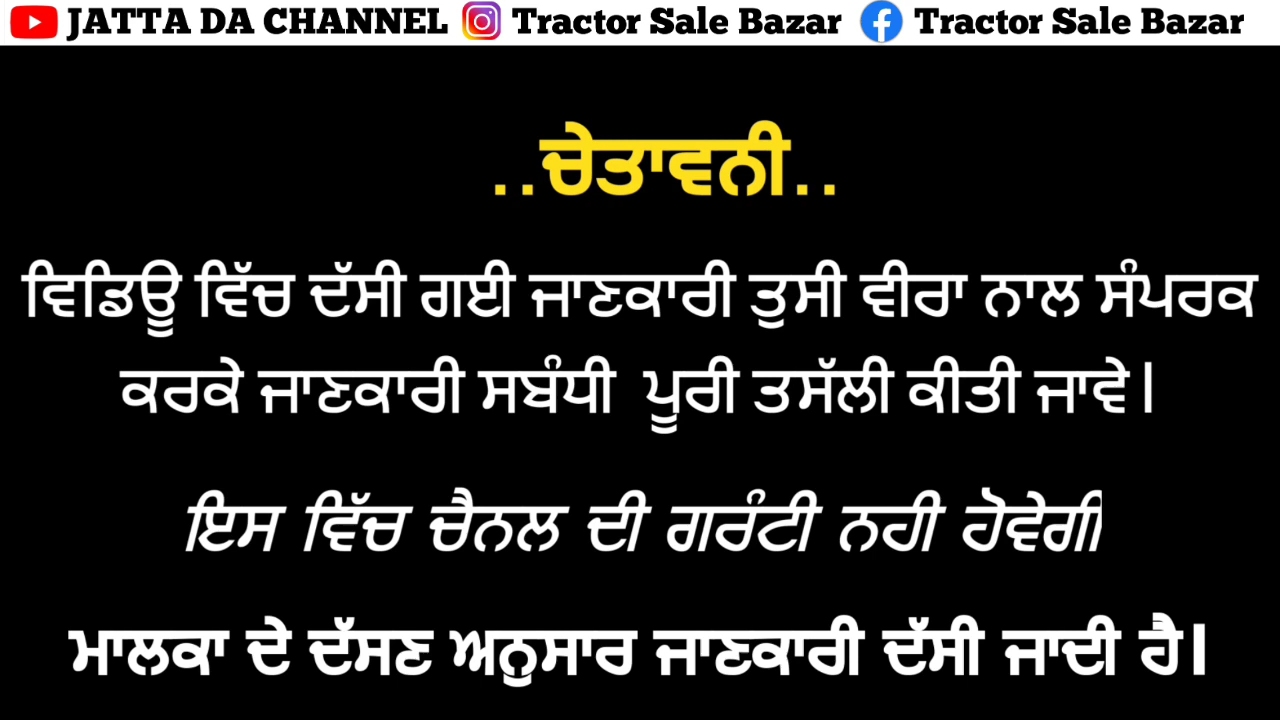 JATTA DA CHANNEL Tractor Sale Bazar Tractor Sale Bazar
..ਚੇਤਾਵਨੀ..
ਵਿਡਿਊ ਵਿੱਚ ਦੱਸੀ ਗਈ ਜਾਣਕਾਰੀ ਤੁਸੀ ਵੀਰਾ ਨਾਲ ਸੰਪਰਕ
ਕਰਕੇ ਜਾਣਕਾਰੀ ਸਬੰਧੀ ਪੂਰੀ ਤਸੱਲੀ ਕੀਤੀ ਜਾਵੇ।
ਇਸ ਵਿੱਚ ਚੈਨਲ ਦੀ ਗਰੰਟੀ ਨਹੀ ਹੋਵੇਗੀ
ਮਾਲਕਾ ਦੇ ਦੱਸਣ ਅਨੁਸਾਰ ਜਾਣਕਾਰੀ ਦੱਸੀ ਜਾਦੀ ਹੈ।